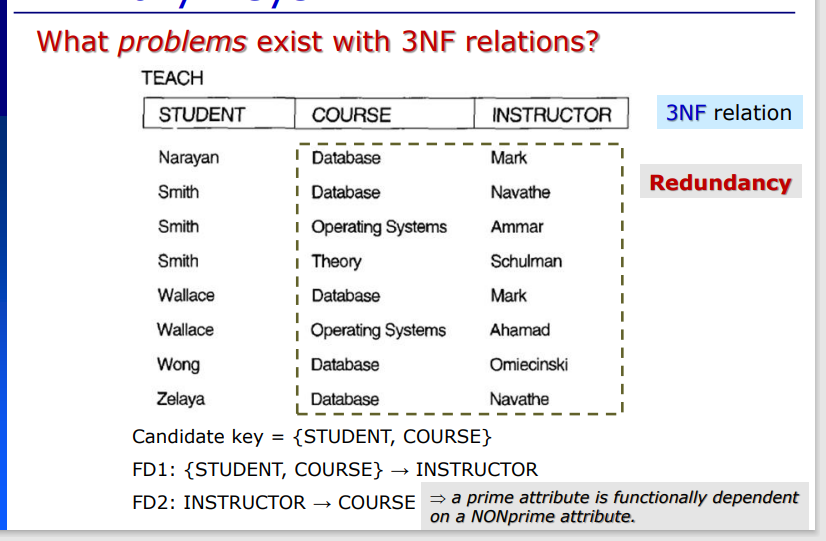 What problems exist with 3NF relations?
TEACH
STUDENT COURSE INSTRUCTOR
3NF relation
Narayan Database Mark
Redundancy
Smith Database Navathe
Smith Operating Systems Ammar
Smith Theory Schulman
Wallace Database Mark
Wallace Operating Systems Ahamad
Wong Database Omiecinski
Zelaya Database Navathe
Candidate key = {STUDENT, COURSE}
FD1: {STUDENT, COURSE} → INSTRUCTOR
FD2: INSTRUCTOR → COURSE
⇒ a prime attribute is functionally dependent
on a NONprime attribute.